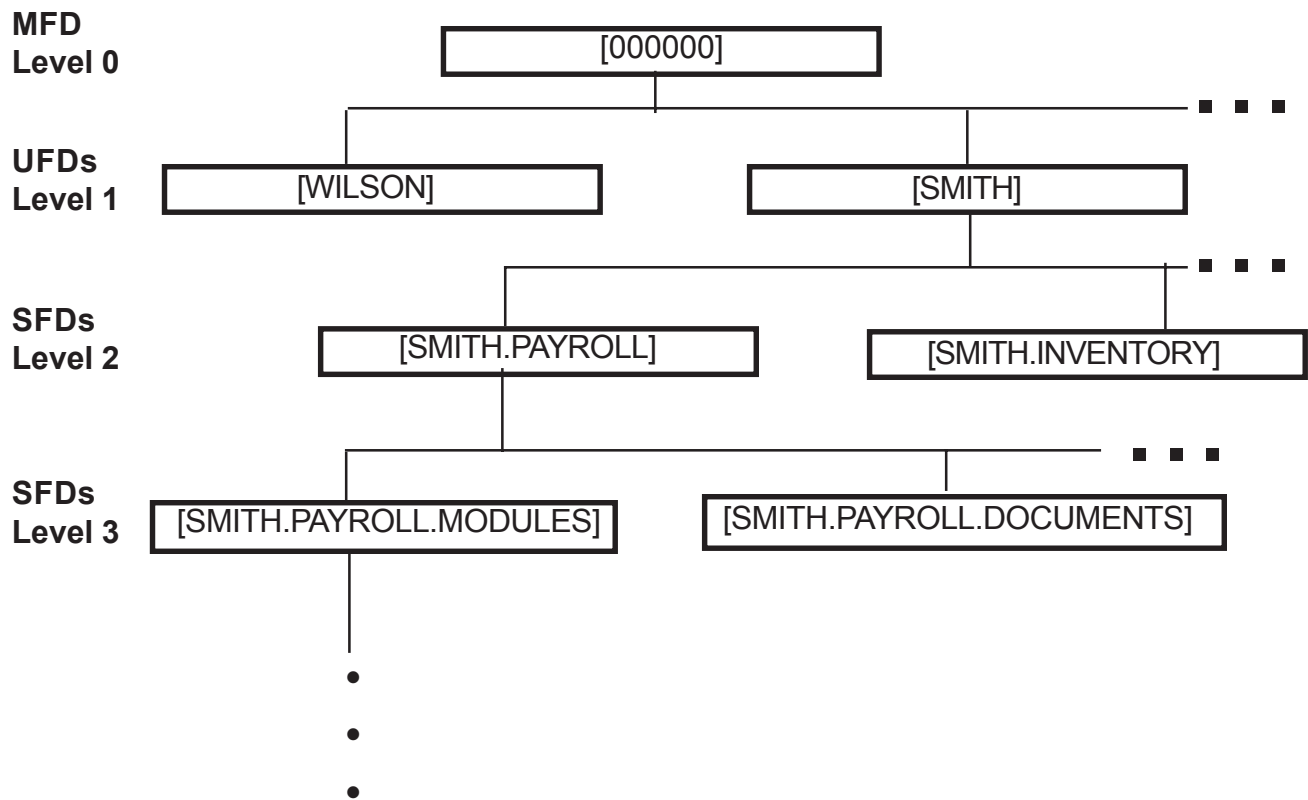 MFD
Level 0
[000000]
UFDs
Level 1
[WILSON]
[SMITH]
SFDs
Level 2
[SMITH.PAYROLL]
[SMITH.INVENTORY]
SFDs
Level 3
[SMITH.PAYROLL.MODULES]
[SMITH.PAYROLL.DOCUMENTS]